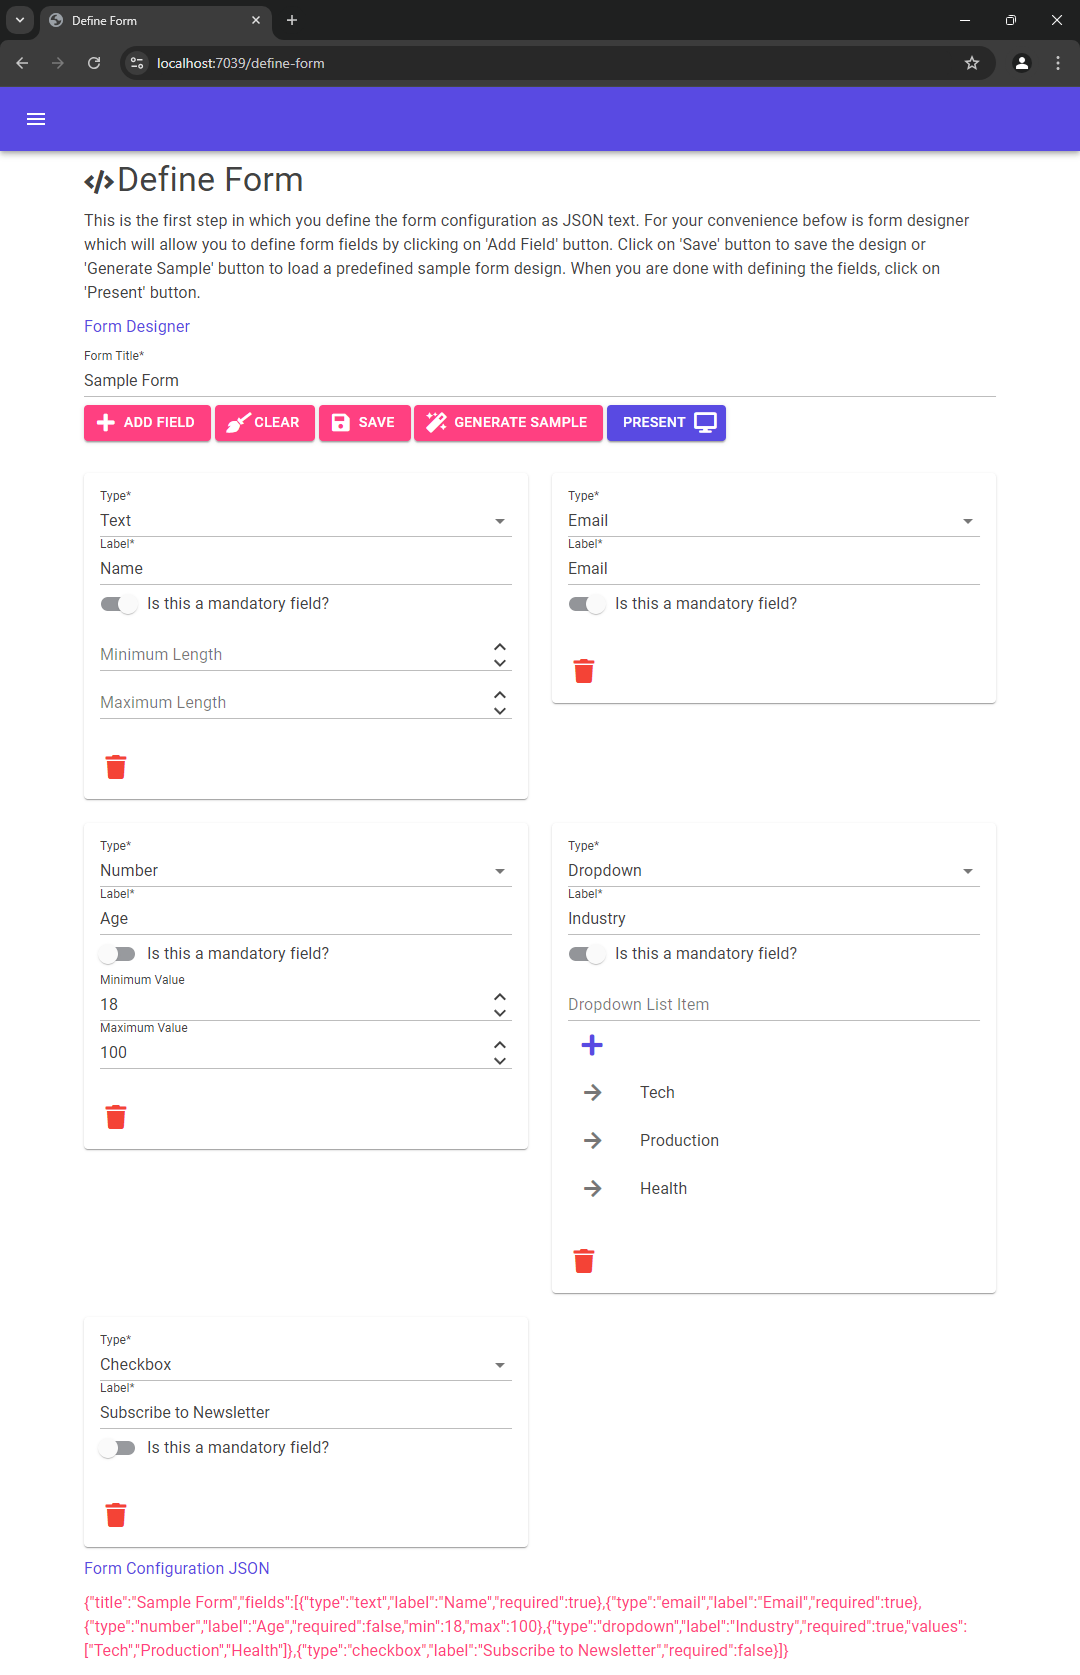 Define Form
localhost:7039/define-form
Define Form
This is the first step in which you define the form configuration as JSON text. For your convenience befow is form designer
which will allow you to define form fields by clicking on 'Add Field' button. Click on 'Save' button to save the design or
'Generate Sample' button to load a predefined sample form design. When you are done with defining the fields, click on
'Present' button.
Form Designer
Form Title*
Sample Form
ADD FIELD CLEAR SAVE GENERATE SAMPLE PRESENT
Type*
Text
Label*
Name
Is this a mandatory field?
Minimum Length
Maximum Length
Type*
Email
Label*
Email
Is this a mandatory field?
Type*
Number
Label*
Age
Is this a mandatory field?
Minimum Value
18
Maximum Value
100
Type*
Dropdown
Label*
Industry
Is this a mandatory field?
Dropdown List Item
Tech
Production
Health
Type*
Checkbox
Label*
Subscribe to Newsletter
Is this a mandatory field?
Form Configuration JSON
{"title":"Sample Form","fields":[{"type":"text","label":"Name","required":true},{"type":"email","label":"Email","required":true},
{"type":"number","label":"Age","required":false,"min":18,"max":100},{"type":"dropdown","label":"Industry","required":true,"values":
["Tech","Production","Health"]},{"type":"checkbox","label":"Subscribe to Newsletter","required":false}]}